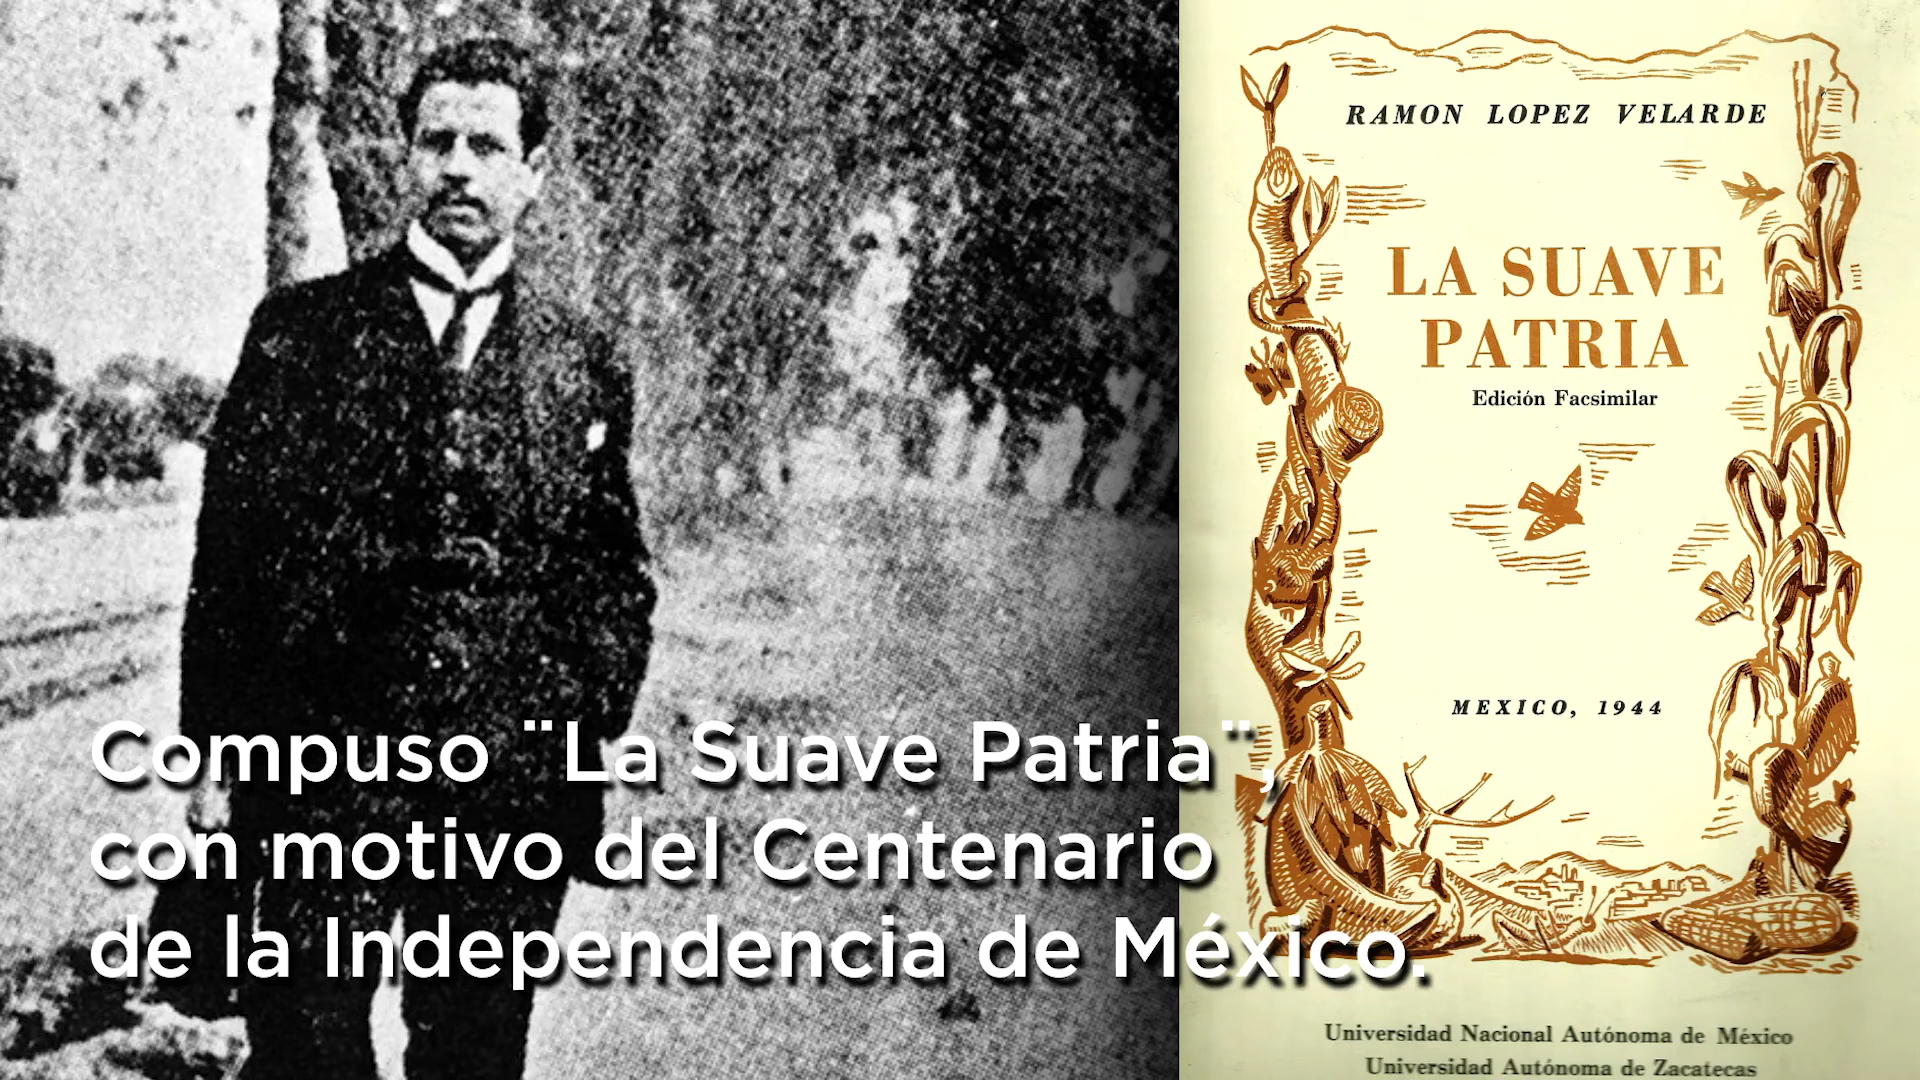 RAMON LOPEZ VELARDE
LA SUAVE
PATRIA
Edición Facsimilar
MEXICO, 1944
Compuso ¨La Suave Patria¨,
con motivo del Centenario
de la Independencia de México.
Universidad Nacional Autónoma de México
Universidad Autónoma de Zacatecas